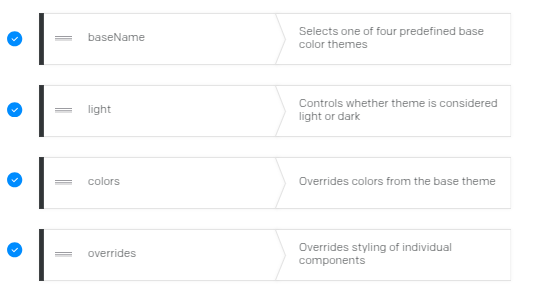 baseName
Selects one of four predefined base
color themes
light
Controls whether theme is considered
light or dark
colors
Overrides colors from the base theme
overrides
Overrides styling of individual
components